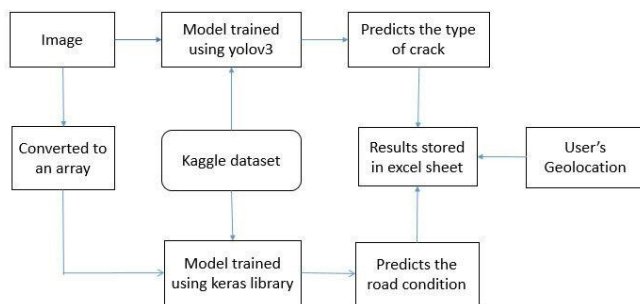 Image
Model trained
using yolov3
Predicts the type
of crack
Converted to
an array
Kaggle dataset
Results stored
in excel sheet
User's
Geolocation
Model trained
using keras library
Predicts the
road condition